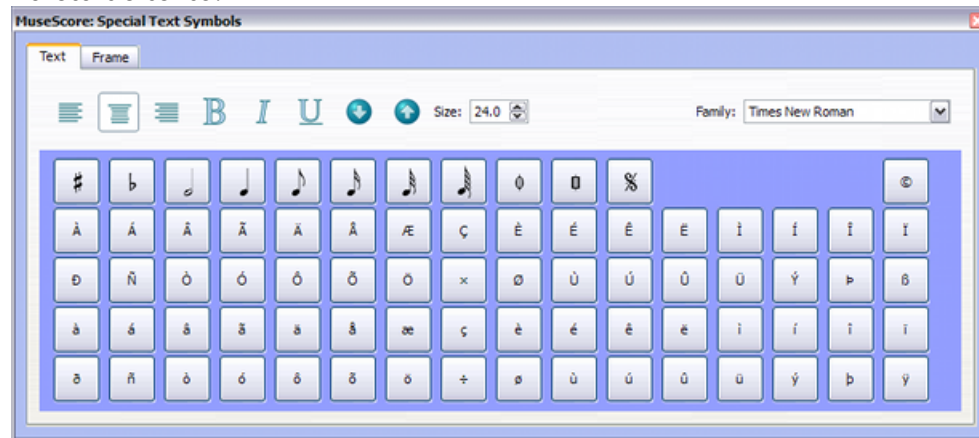 MuseScore: Special Text Symbols
Text Frame
B I U Size: 24.0 Family: Times New Roman
♯ ♭ 𝅗𝅥 𝅘𝅥 𝅘𝅥𝅮 𝅘𝅥𝅯 𝅘𝅥𝅰 𝅘𝅥𝅱 𝄌 𝄋 ©
À Á Â Ã Ä Å Æ Ç È É Ê Ë Ì Í Î Ï
Ð Ñ Ò Ó Ô Õ Ö × Ø Ù Ú Û Ü Ý Þ ß
à á â ã ä å æ ç è é ê ë ì í î ï
ð ñ ò ó ô õ ö ÷ ø ù ú û ü ý þ ÿ